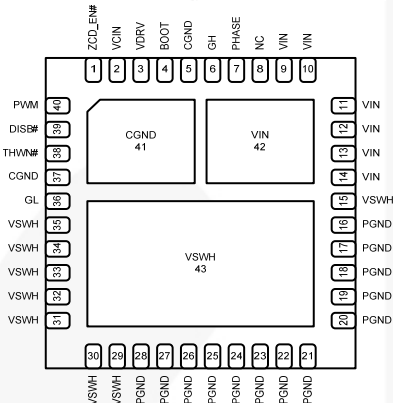 ZCD_EN#
VCIN
VDRV
BOOT
CGND
GH
PHASE
NC
VIN
VIN
1 2 3 4 5 6 7 8 9 10
PWM 40
DISB# 39
THWN# 38
CGND 37
GL 36
VSWH 35
VSWH 34
VSWH 33
VSWH 32
VSWH 31
CGND
41
VIN
42
VSWH
43
11 VIN
12 VIN
13 VIN
14 VIN
15 VSWH
16 PGND
17 PGND
18 PGND
19 PGND
20 PGND
30 29 28 27 26 25 24 23 22 21
VSWH
VSWH
PGND
PGND
PGND
PGND
PGND
PGND
PGND
PGND